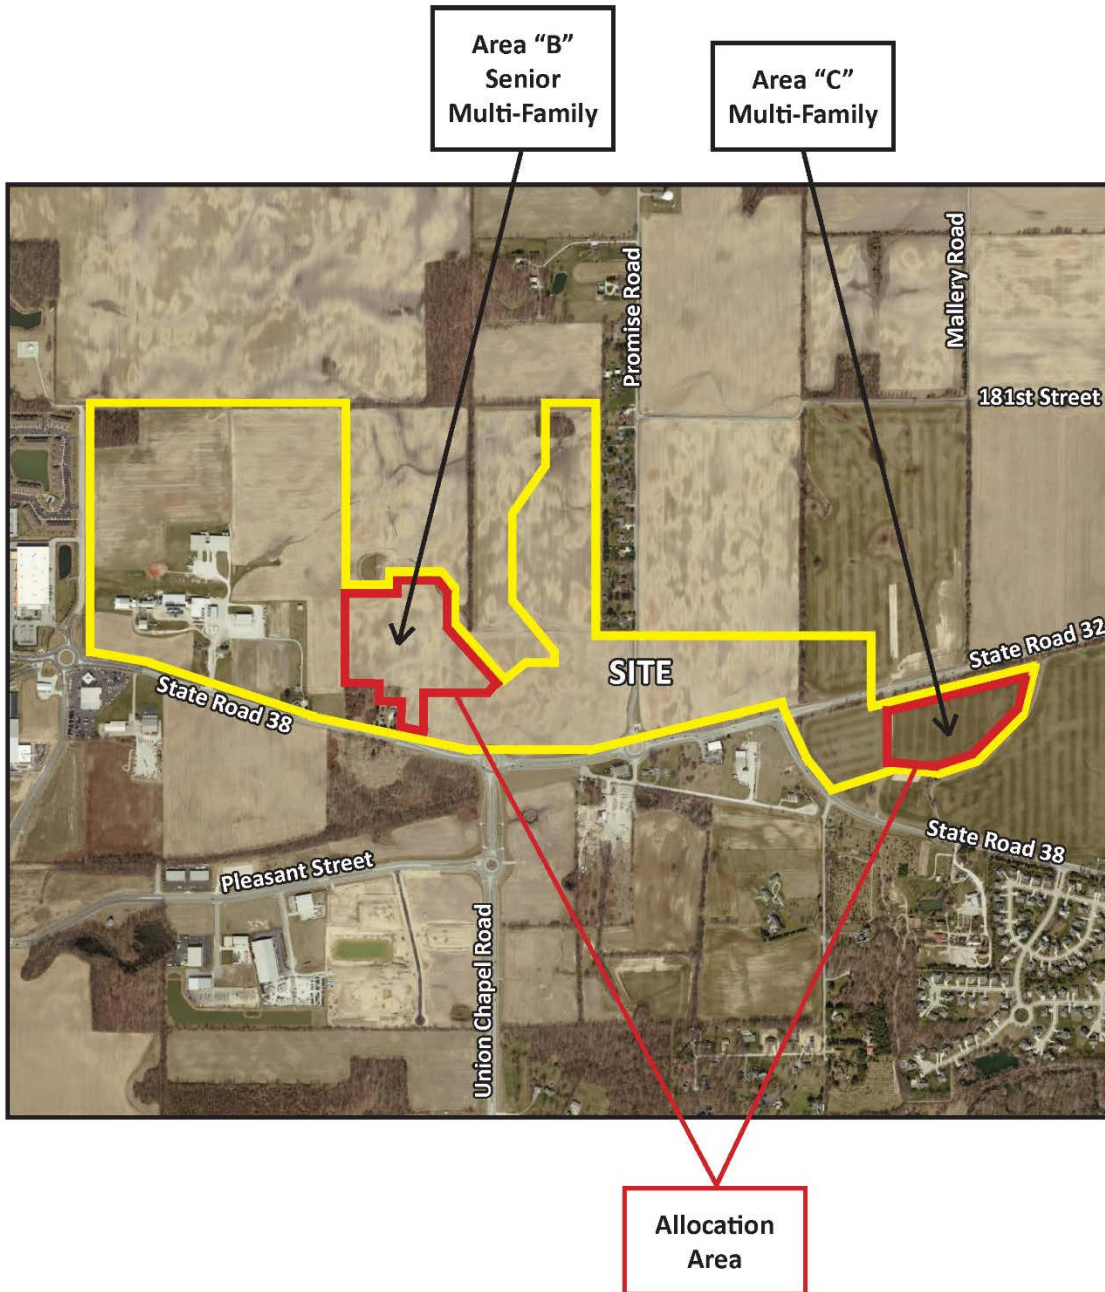 Area “B”
Senior
Multi-Family
Area “C”
Multi-Family
Promise Road
Mallery Road
181st Street
State Road 32
SITE
State Road 38
State Road 38
Pleasant Street
Union Chapel Road
Allocation
Area